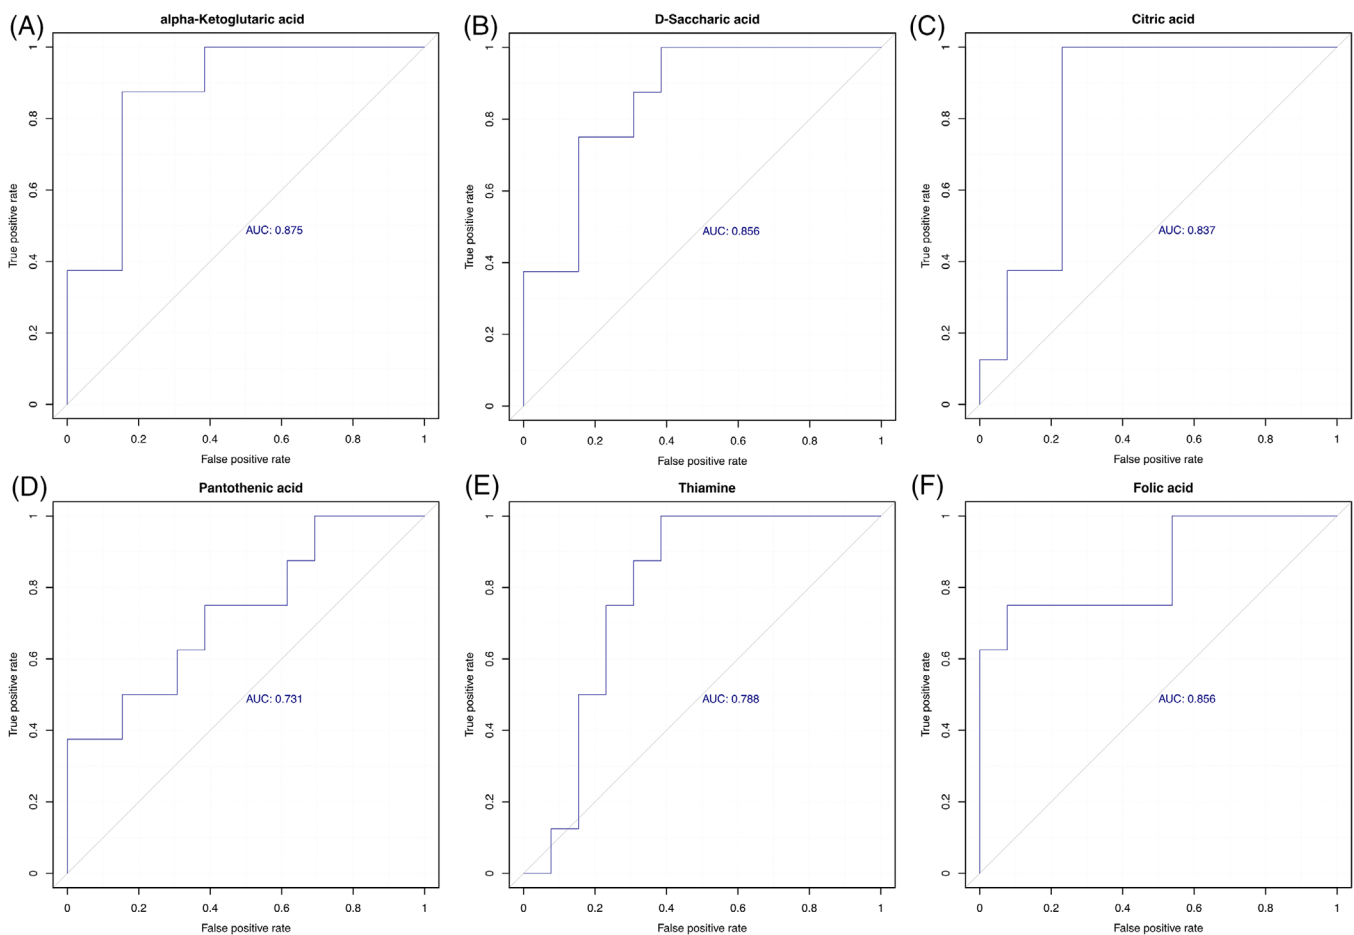 (A)
alpha-Ketoglutaric acid
True positive rate
1
0.8
0.6
0.4
0.2
0
AUC: 0.875
0 0.2 0.4 0.6 0.8 1
False positive rate
(B)
D-Saccharic acid
True positive rate
1
0.8
0.6
0.4
0.2
0
AUC: 0.856
0 0.2 0.4 0.6 0.8 1
False positive rate
(C)
Citric acid
True positive rate
1
0.8
0.6
0.4
0.2
0
AUC: 0.837
0 0.2 0.4 0.6 0.8 1
False positive rate
(D)
Pantothenic acid
True positive rate
1
0.8
0.6
0.4
0.2
0
AUC: 0.731
0 0.2 0.4 0.6 0.8 1
False positive rate
(E)
Thiamine
True positive rate
1
0.8
0.6
0.4
0.2
0
AUC: 0.788
0 0.2 0.4 0.6 0.8 1
False positive rate
(F)
Folic acid
True positive rate
1
0.8
0.6
0.4
0.2
0
AUC: 0.856
0 0.2 0.4 0.6 0.8 1
False positive rate